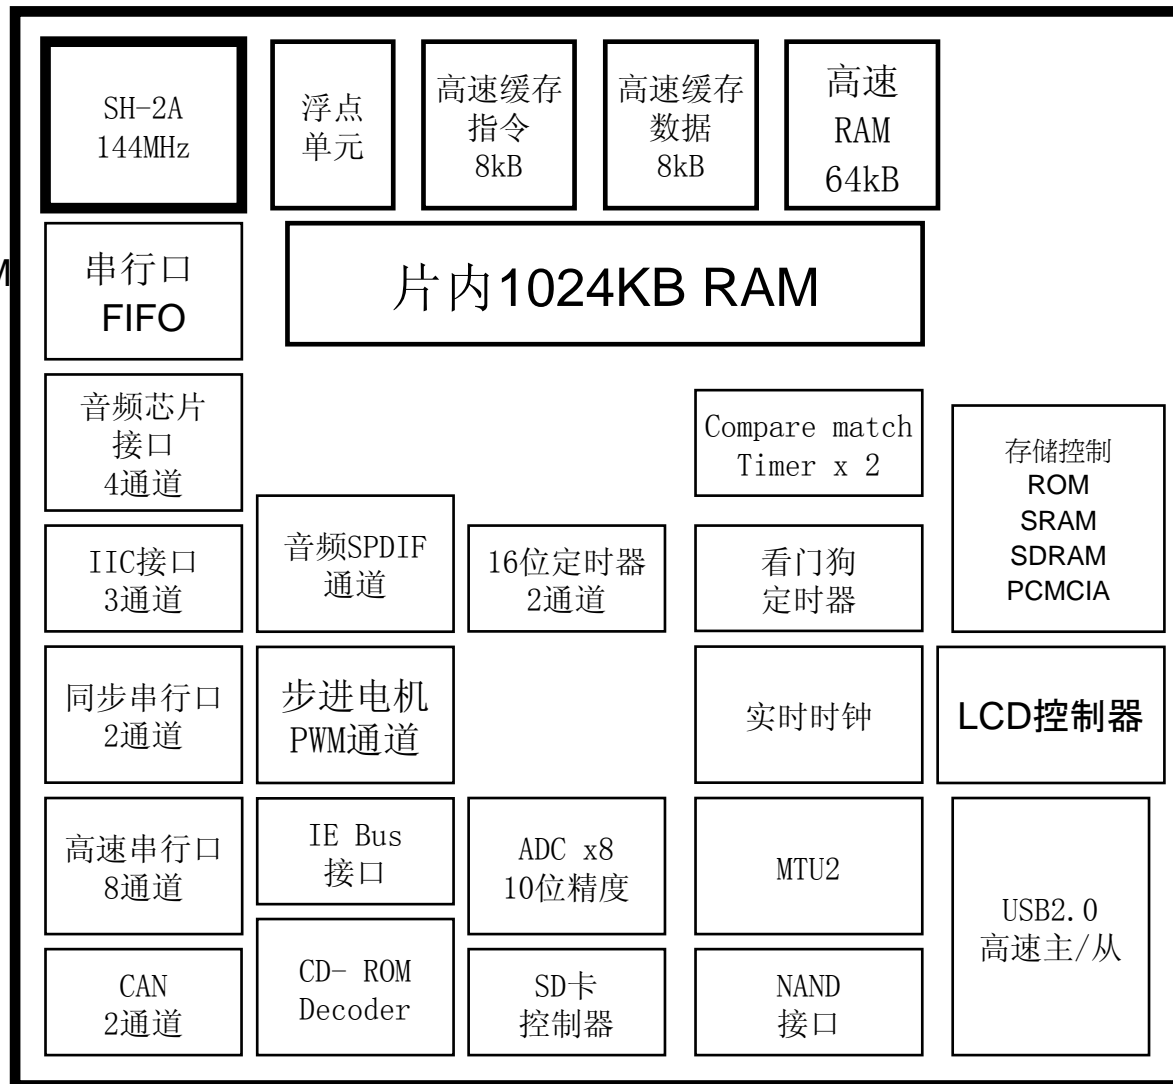 SH-2A
144MHz
浮点
单元
高速缓存
指令
8kB
高速缓存
数据
8kB
高速
RAM
64kB
M
串行口
FIFO
片内1024KB RAM
音频芯片
接口
4通道
Compare match
Timer x 2
存储控制
ROM
SRAM
SDRAM
PCMCIA
IIC接口
3通道
音频SPDIF
通道
16位定时器
2通道
看门狗
定时器
同步串行口
2通道
步进电机
PWM通道
实时时钟
LCD控制器
高速串行口
8通道
IE Bus
接口
ADC x8
10位精度
MTU2
USB2.0
高速主/从
CAN
2通道
CD- ROM
Decoder
SD卡
控制器
NAND
接口